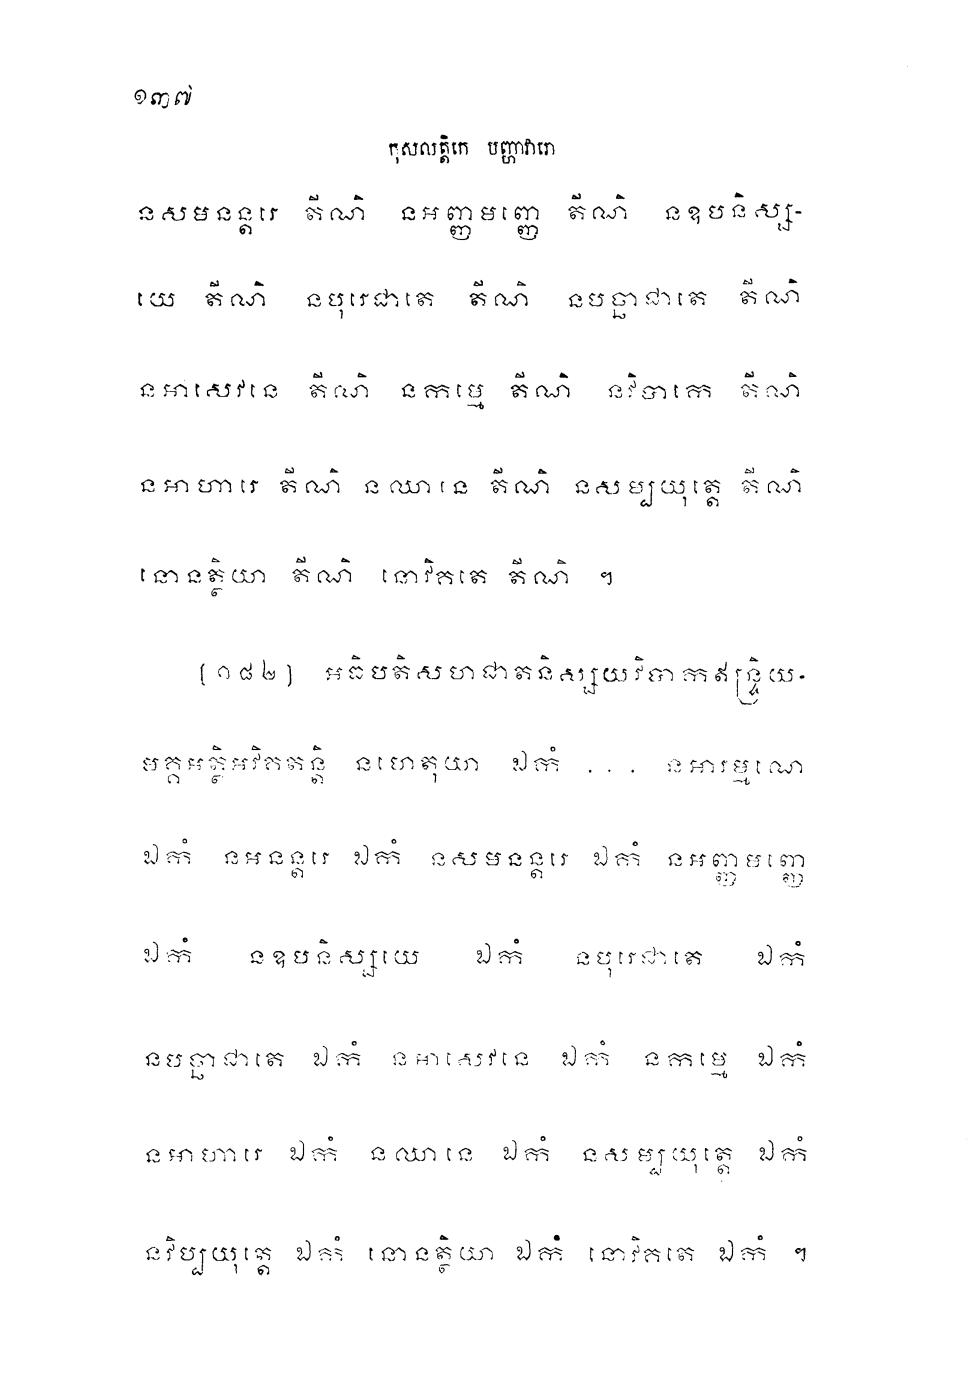 ១៣៧
កុសលត្តិកេ បញ្ហាវារោ
នសមនន្តរេ តីណិ នអញ្ញមញ្ញេ តីណិ នឧបនិស្ស-
យេ តីណិ នបុរេជាតេ តីណិ នបច្ឆាជាតេ តីណិ
នអាសេវនេ តីណិ នកម្មេ តីណិ នវិបាកេ តីណិ
នអាហារេ តីណិ នឈានេ តីណិ នសម្បយុត្តេ តីណិ
នោនត្ថិយា តីណិ នោវិគតេ តីណិ ។
[១៨២] អធិបតិសហជាតនិស្សយវិបាកឥន្ទ្រិយ-
មគ្គអត្ថិអវិគតន្តិ នហេតុយា ឯកំ ... នអារម្មណេ
ឯកំ នអនន្តរេ ឯកំ នសមនន្តរេ ឯកំ នអញ្ញមញ្ញេ
ឯកំ នឧបនិស្សយេ ឯកំ នបុរេជាតេ ឯកំ
នបច្ឆាជាតេ ឯកំ នអាសេវនេ ឯកំ នកម្មេ ឯកំ
នអាហារេ ឯកំ នឈានេ ឯកំ នសម្បយុត្តេ ឯកំ
នវិប្បយុត្តេ ឯកំ នោនត្ថិយា ឯកំ នោវិគតេ ឯកំ ។